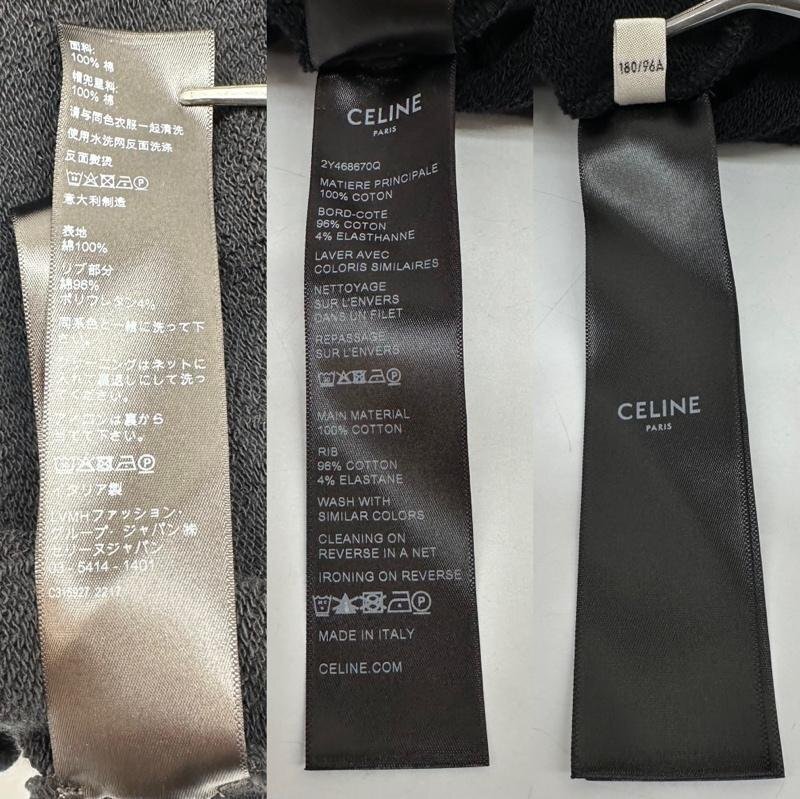 面料:
100% 棉
100% 棉
请与同色衣服一起清洗
使用水洗网反面洗涤
反面熨烫
意大利制造
表地
綿100%
リブ部分
綿96%
ポリウレタン4%
同系色と一緒に洗って下
さい。
クリーニングはネットに
裏返しにして洗っ
て下さい。
アイロンは裏から
当てて下さい。
イタリア製
LVMHファッション・
グループ・ジャパン㈱
セリーヌジャパン
03-5414-1401
C315927 2217
CELINE
PARIS
2Y468670Q
MATIERE PRINCIPALE
100% COTON
BORD-COTE
96% COTON
4% ELASTHANNE
LAVER AVEC
COLORIS SIMILAIRES
NETTOYAGE
SUR L'ENVERS
DANS UN FILET
REPASSAGE
SUR L'ENVERS
MAIN MATERIAL
100% COTTON
RIB
96% COTTON
4% ELASTANE
WASH WITH
SIMILAR COLORS
CLEANING ON
REVERSE IN A NET
IRONING ON REVERSE
MADE IN ITALY
CELINE.COM
180/96A
CELINE
PARIS